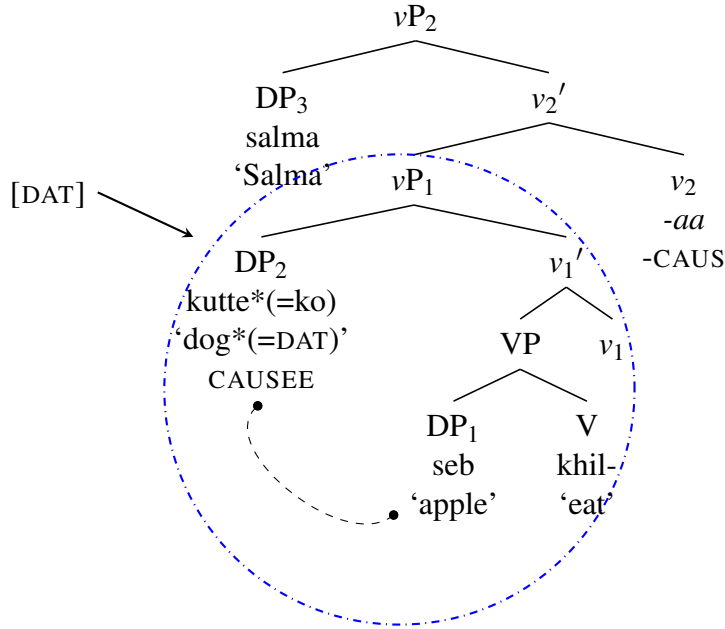 vP₂
DP₃ v₂′
salma
‘Salma’ vP₁ v₂
[DAT] -aa
-CAUS
DP₂ v₁′
kutte*(=ko)
‘dog*(=DAT)’ VP v₁
CAUSEE
DP₁ V
seb khil-
‘apple’ ‘eat’